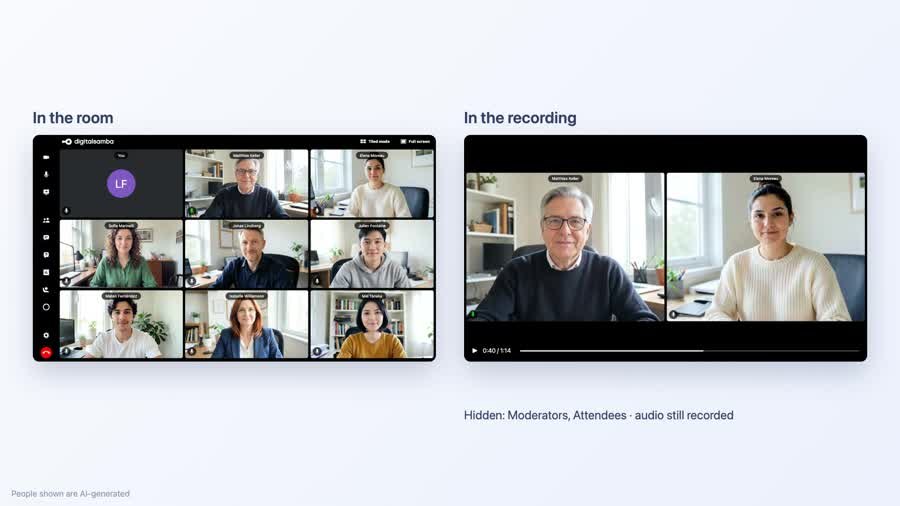 In the room
In the recording
digitalsamba
Tiled mode
Full screen
You
Matthias Keller
Elena Moreau
LF
Sofia Marinelli
Jonas Lindberg
Julien Fontaine
Mateo Fernández
Isabelle Williamson
Mei Tanaka
Matthias Keller
Elena Moreau
0:40 / 1:14
Hidden: Moderators, Attendees · audio still recorded
People shown are AI-generated